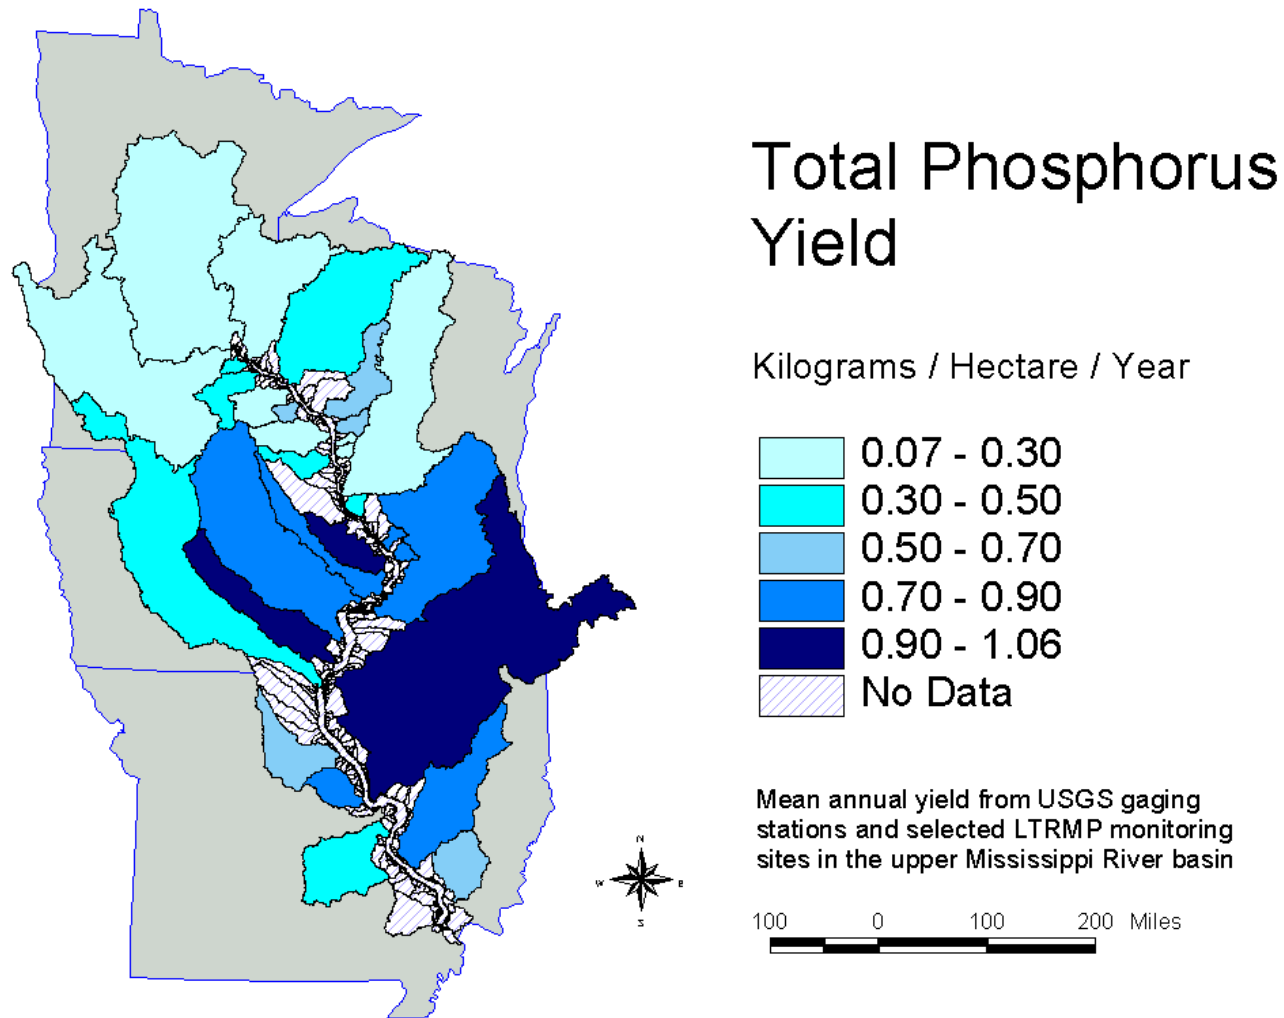 Total Phosphorus
Yield
Kilograms / Hectare / Year
0.07 - 0.30
0.30 - 0.50
0.50 - 0.70
0.70 - 0.90
0.90 - 1.06
No Data
Mean annual yield from USGS gaging
stations and selected LTRMP monitoring
sites in the upper Mississippi River basin
N
W E
S
100 0 100 200 Miles